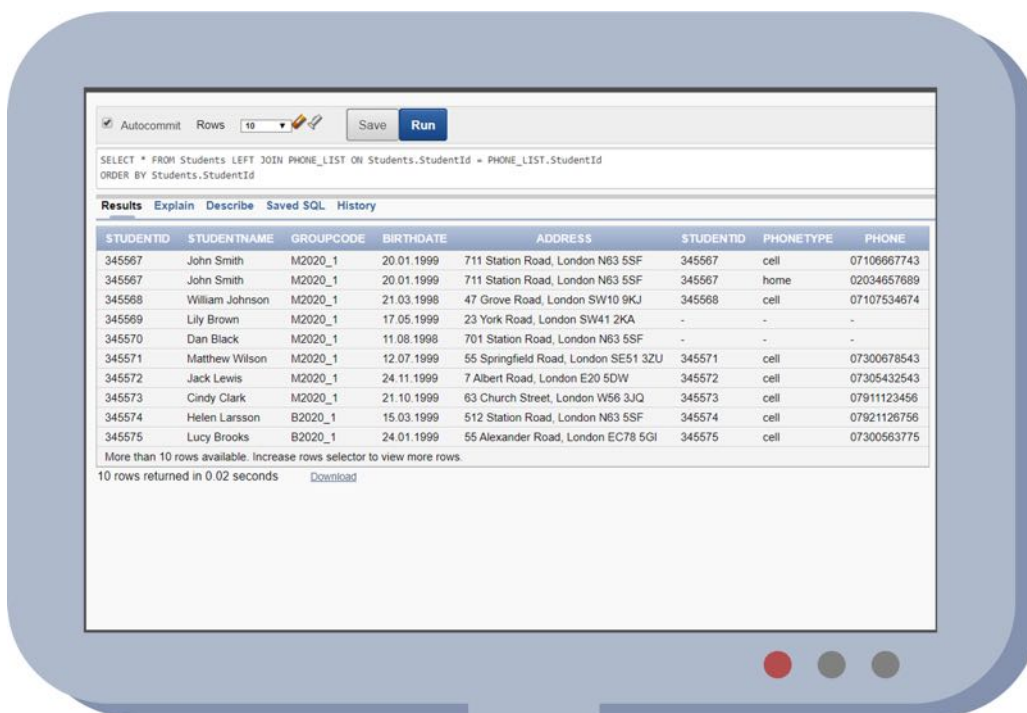 Autocommit Rows 10 Save Run
SELECT * FROM Students LEFT JOIN PHONE_LIST ON Students.StudentId = PHONE_LIST.StudentId
ORDER BY Students.StudentId
Results Explain Describe Saved SQL History
STUDENTID STUDENTNAME GROUPCODE BIRTHDATE ADDRESS STUDENTID PHONETYPE PHONE
345567 John Smith M2020_1 20.01.1999 711 Station Road, London N63 5SF 345567 cell 07106667743
345567 John Smith M2020_1 20.01.1999 711 Station Road, London N63 5SF 345567 home 02034657689
345568 William Johnson M2020_1 21.03.1998 47 Grove Road, London SW10 9KJ 345568 cell 07107534674
345569 Lily Brown M2020_1 17.05.1999 23 York Road, London SW41 2KA - - -
345570 Dan Black M2020_1 11.08.1998 701 Station Road, London N63 5SF - - -
345571 Matthew Wilson M2020_1 12.07.1999 55 Springfield Road, London SE51 3ZU 345571 cell 07300678543
345572 Jack Lewis M2020_1 24.11.1999 7 Albert Road, London E20 5DW 345572 cell 07305432543
345573 Cindy Clark M2020_1 21.10.1999 63 Church Street, London W56 3JQ 345573 cell 07911123456
345574 Helen Larsson B2020_1 15.03.1999 512 Station Road, London N63 5SF 345574 cell 07921126756
345575 Lucy Brooks B2020_1 24.01.1999 55 Alexander Road, London EC78 5GI 345575 cell 07300563775
More than 10 rows available. Increase rows selector to view more rows.
10 rows returned in 0.02 seconds Download